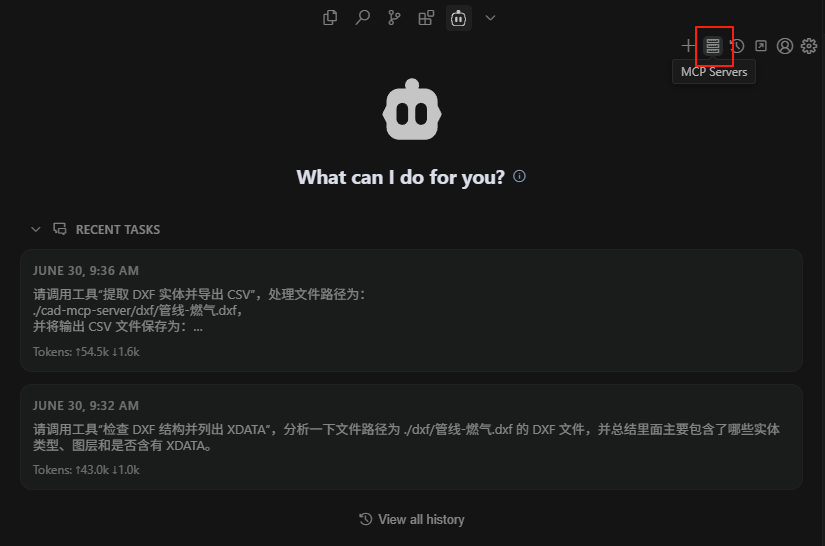 MCP Servers
What can I do for you?
RECENT TASKS
JUNE 30, 9:36 AM
请调用工具“提取 DXF 实体并导出 CSV”，处理文件路径为：
./cad-mcp-server/dxf/管线-燃气.dxf，
并将输出 CSV 文件保存为：...
Tokens: ↑54.5k ↓1.6k
JUNE 30, 9:32 AM
请调用工具“检查 DXF 结构并列出 XDATA”，分析一下文件路径为 ./dxf/管线-燃气.dxf 的 DXF 文件，并总结里面主要包含了哪些实体
类型、图层和是否含有 XDATA。
Tokens: ↑43.0k ↓1.0k
View all history